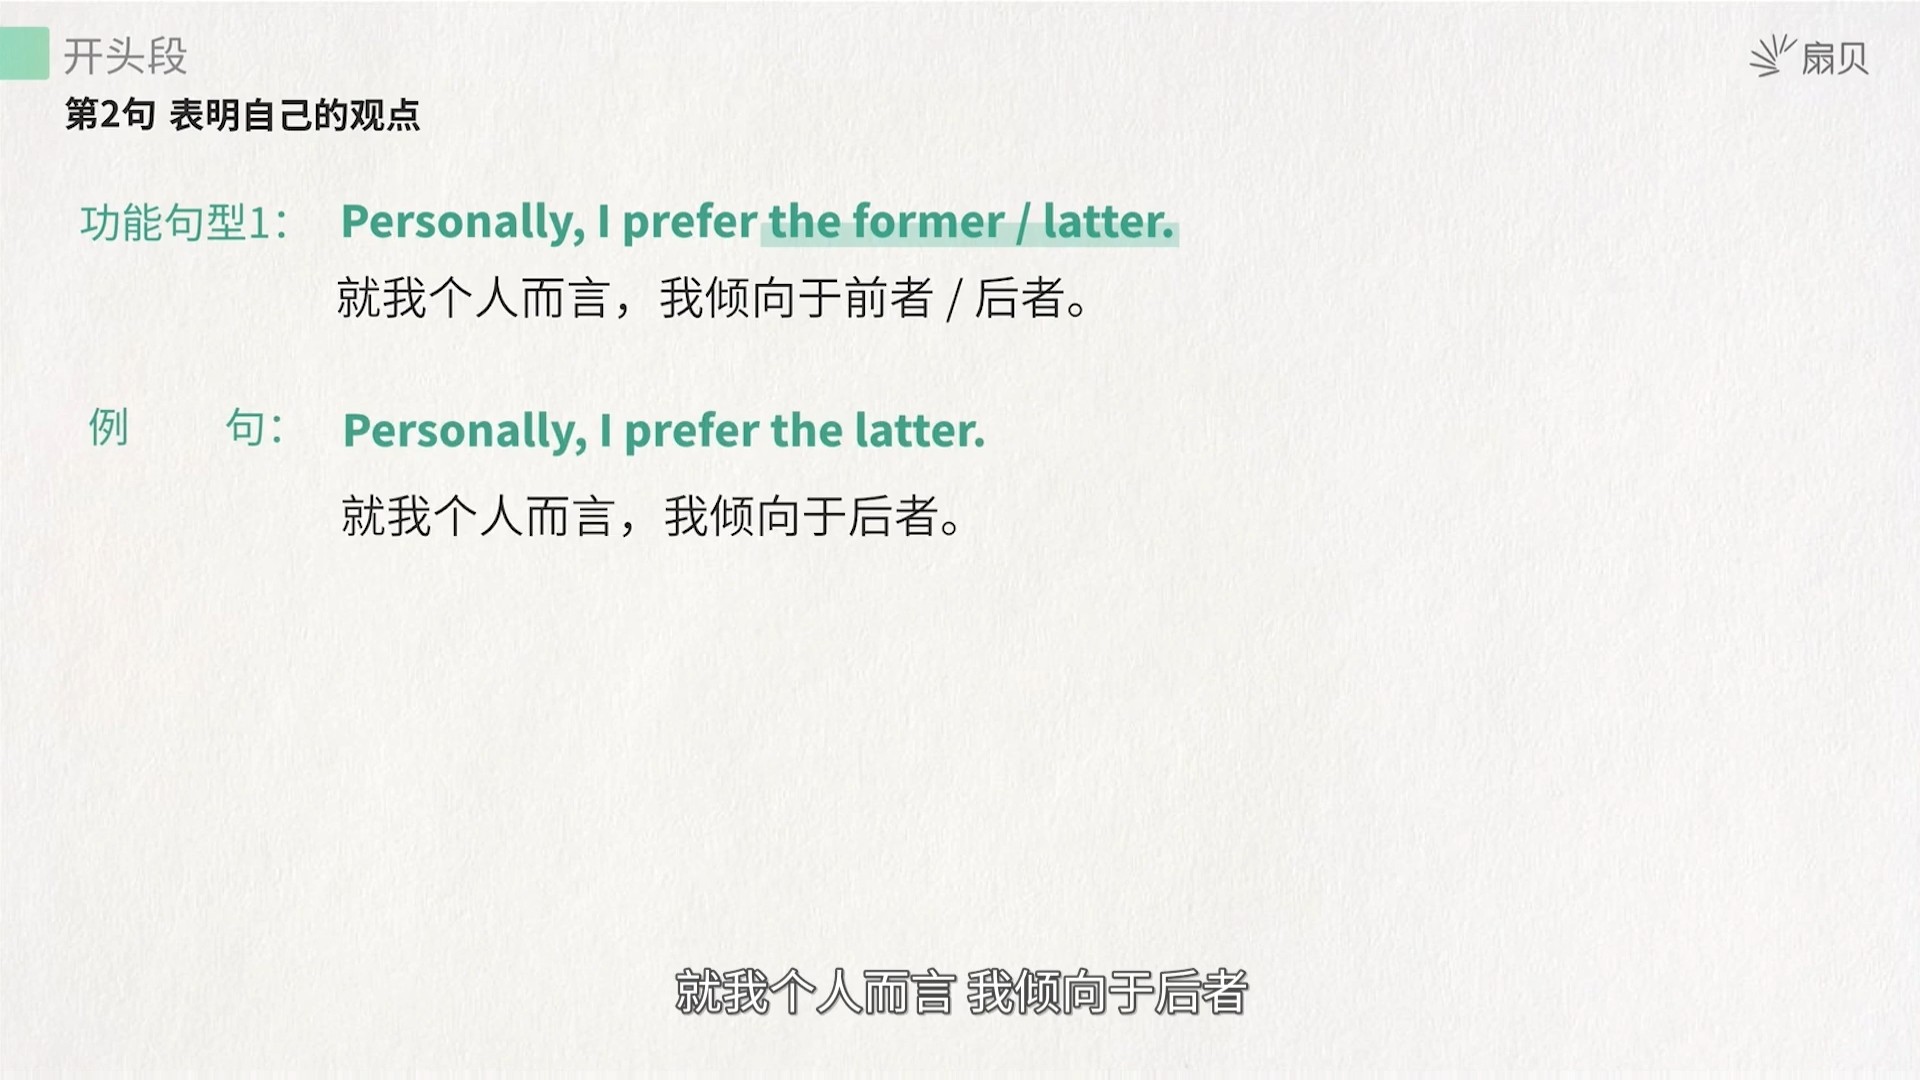 开头段
扇贝
第2句 表明自己的观点
功能句型1： Personally, I prefer the former / latter.
就我个人而言，我倾向于前者 / 后者。
例 句： Personally, I prefer the latter.
就我个人而言，我倾向于后者。
就我个人而言 我倾向于后者